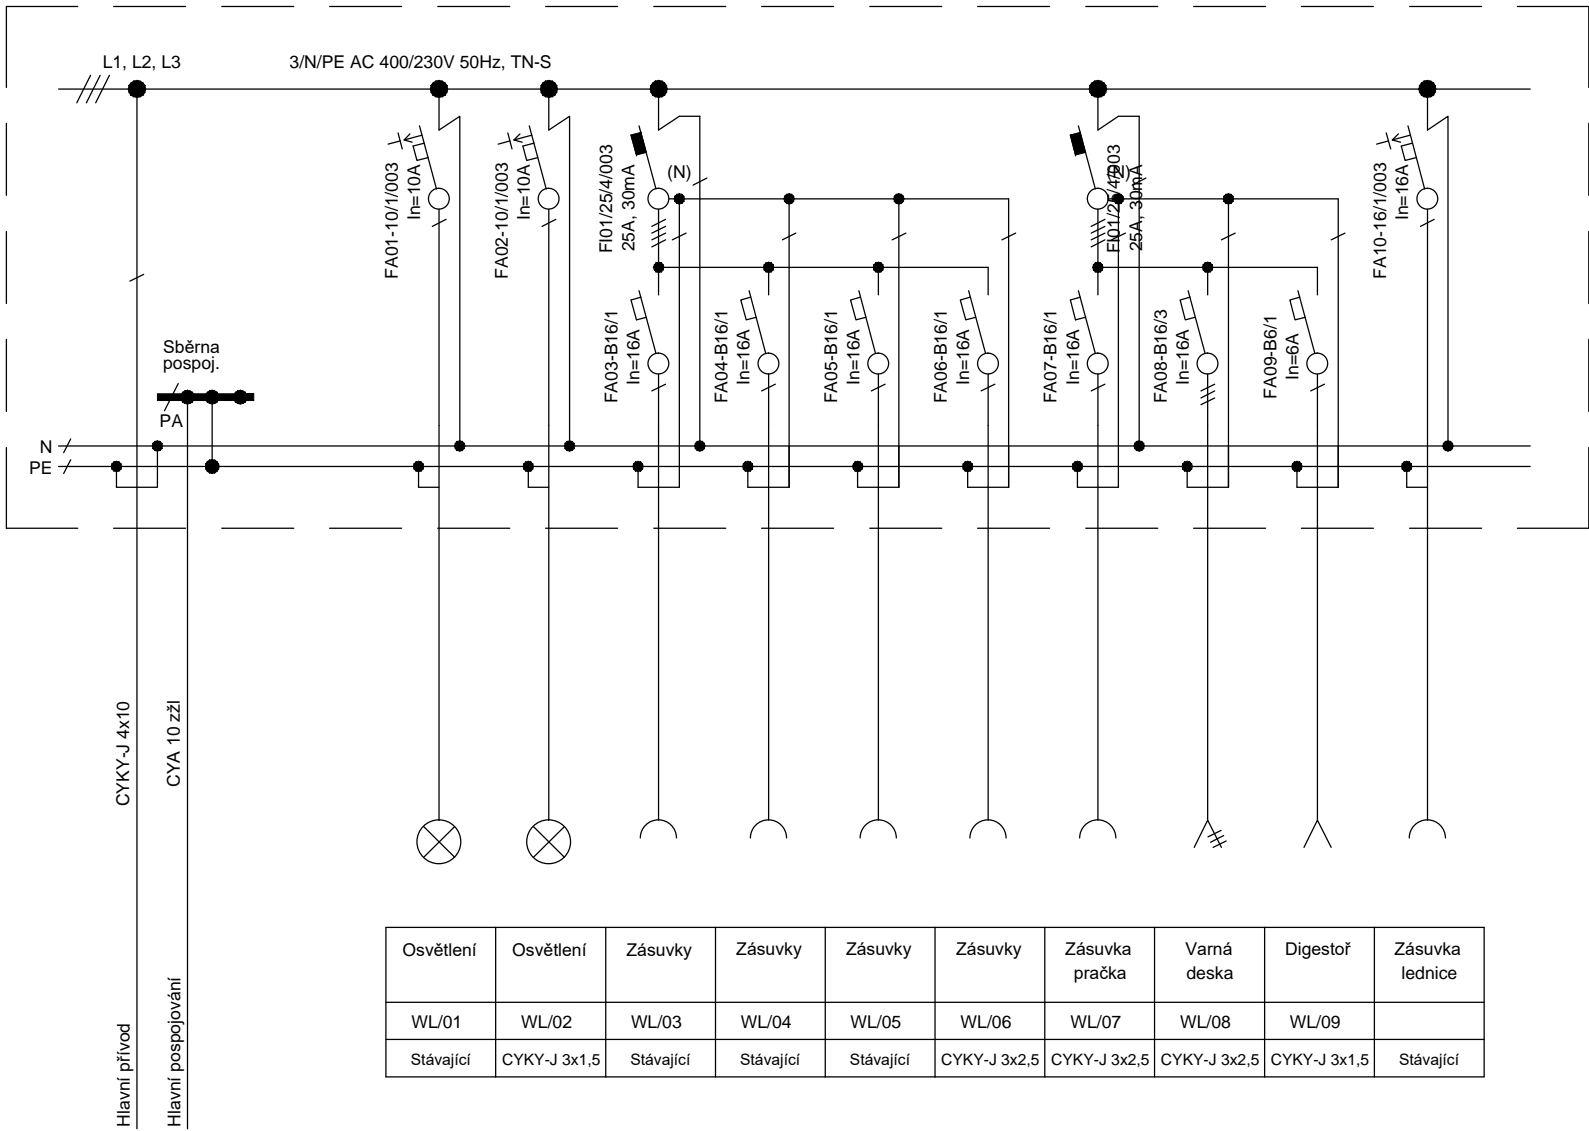 L1, L2, L3
3/N/PE AC 400/230V 50Hz, TN-S
FA01-10/1/003
In=10A
FA02-10/1/003
In=10A
FI01/25/4/003
25A, 30mA
(N)
FI01/25/4/003
25A, 30mA
(N)
FA10-16/1/003
In=16A
FA03-B16/1
In=16A
FA04-B16/1
In=16A
FA05-B16/1
In=16A
FA06-B16/1
In=16A
FA07-B16/1
In=16A
FA08-B16/3
In=16A
FA09-B6/1
In=6A
Sběrna
pospoj.
PA
N
PE
CYKY-J 4x10
CYA 10 zžl
Hlavní přívod
Hlavní pospojování
Osvětlení
Osvětlení
Zásuvky
Zásuvky
Zásuvky
Zásuvky
Zásuvka
pračka
Varná
deska
Digestoř
Zásuvka
lednice
WL/01
WL/02
WL/03
WL/04
WL/05
WL/06
WL/07
WL/08
WL/09
Stávající
CYKY-J 3x1,5
Stávající
Stávající
Stávající
CYKY-J 3x2,5
CYKY-J 3x2,5
CYKY-J 3x2,5
CYKY-J 3x1,5
Stávající